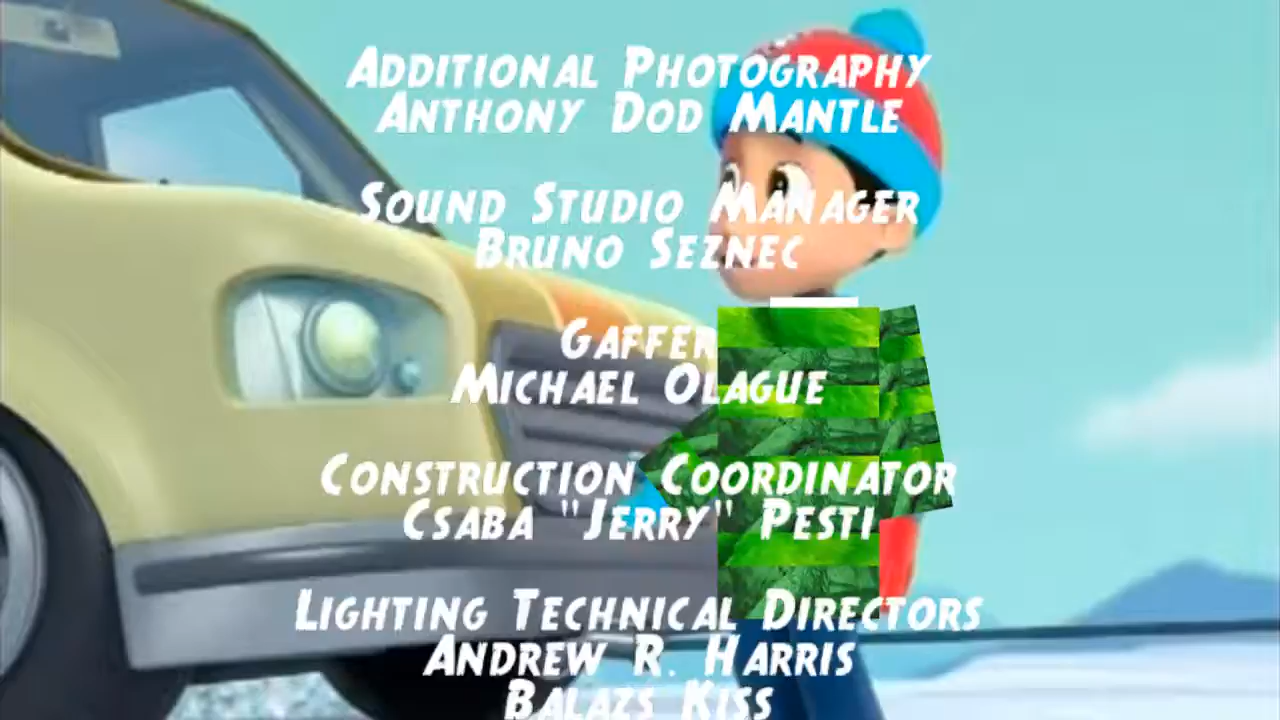 Additional Photography
Anthony Dod Mantle
Sound Studio Manager
Bruno Seznec
Gaffer
Michael Olague
Construction Coordinator
Csaba "Jerry" Pesti
Lighting Technical Directors
Andrew R. Harris
Balazs Kiss